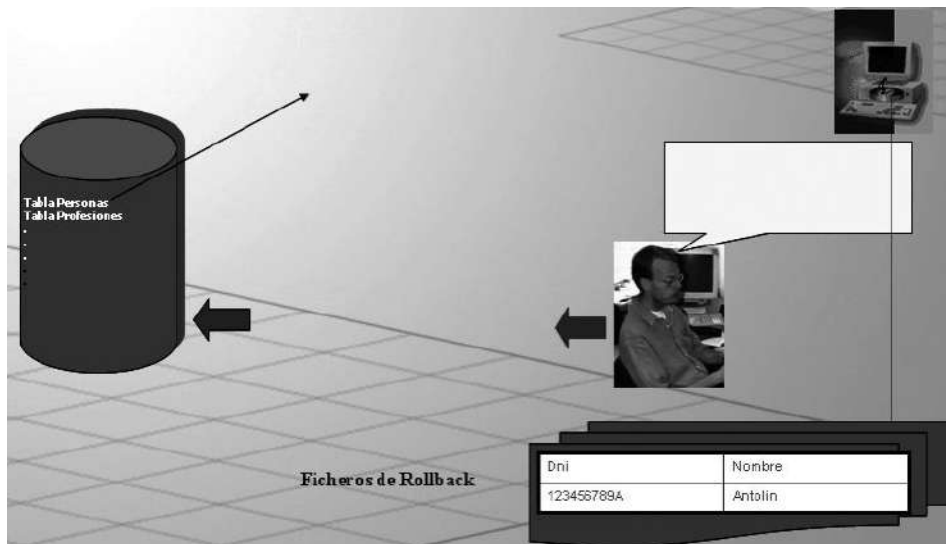 Tabla Personas
Tabla Profesiones
Ficheros de Rollback
Dni
Nombre
123456789A
Antolin